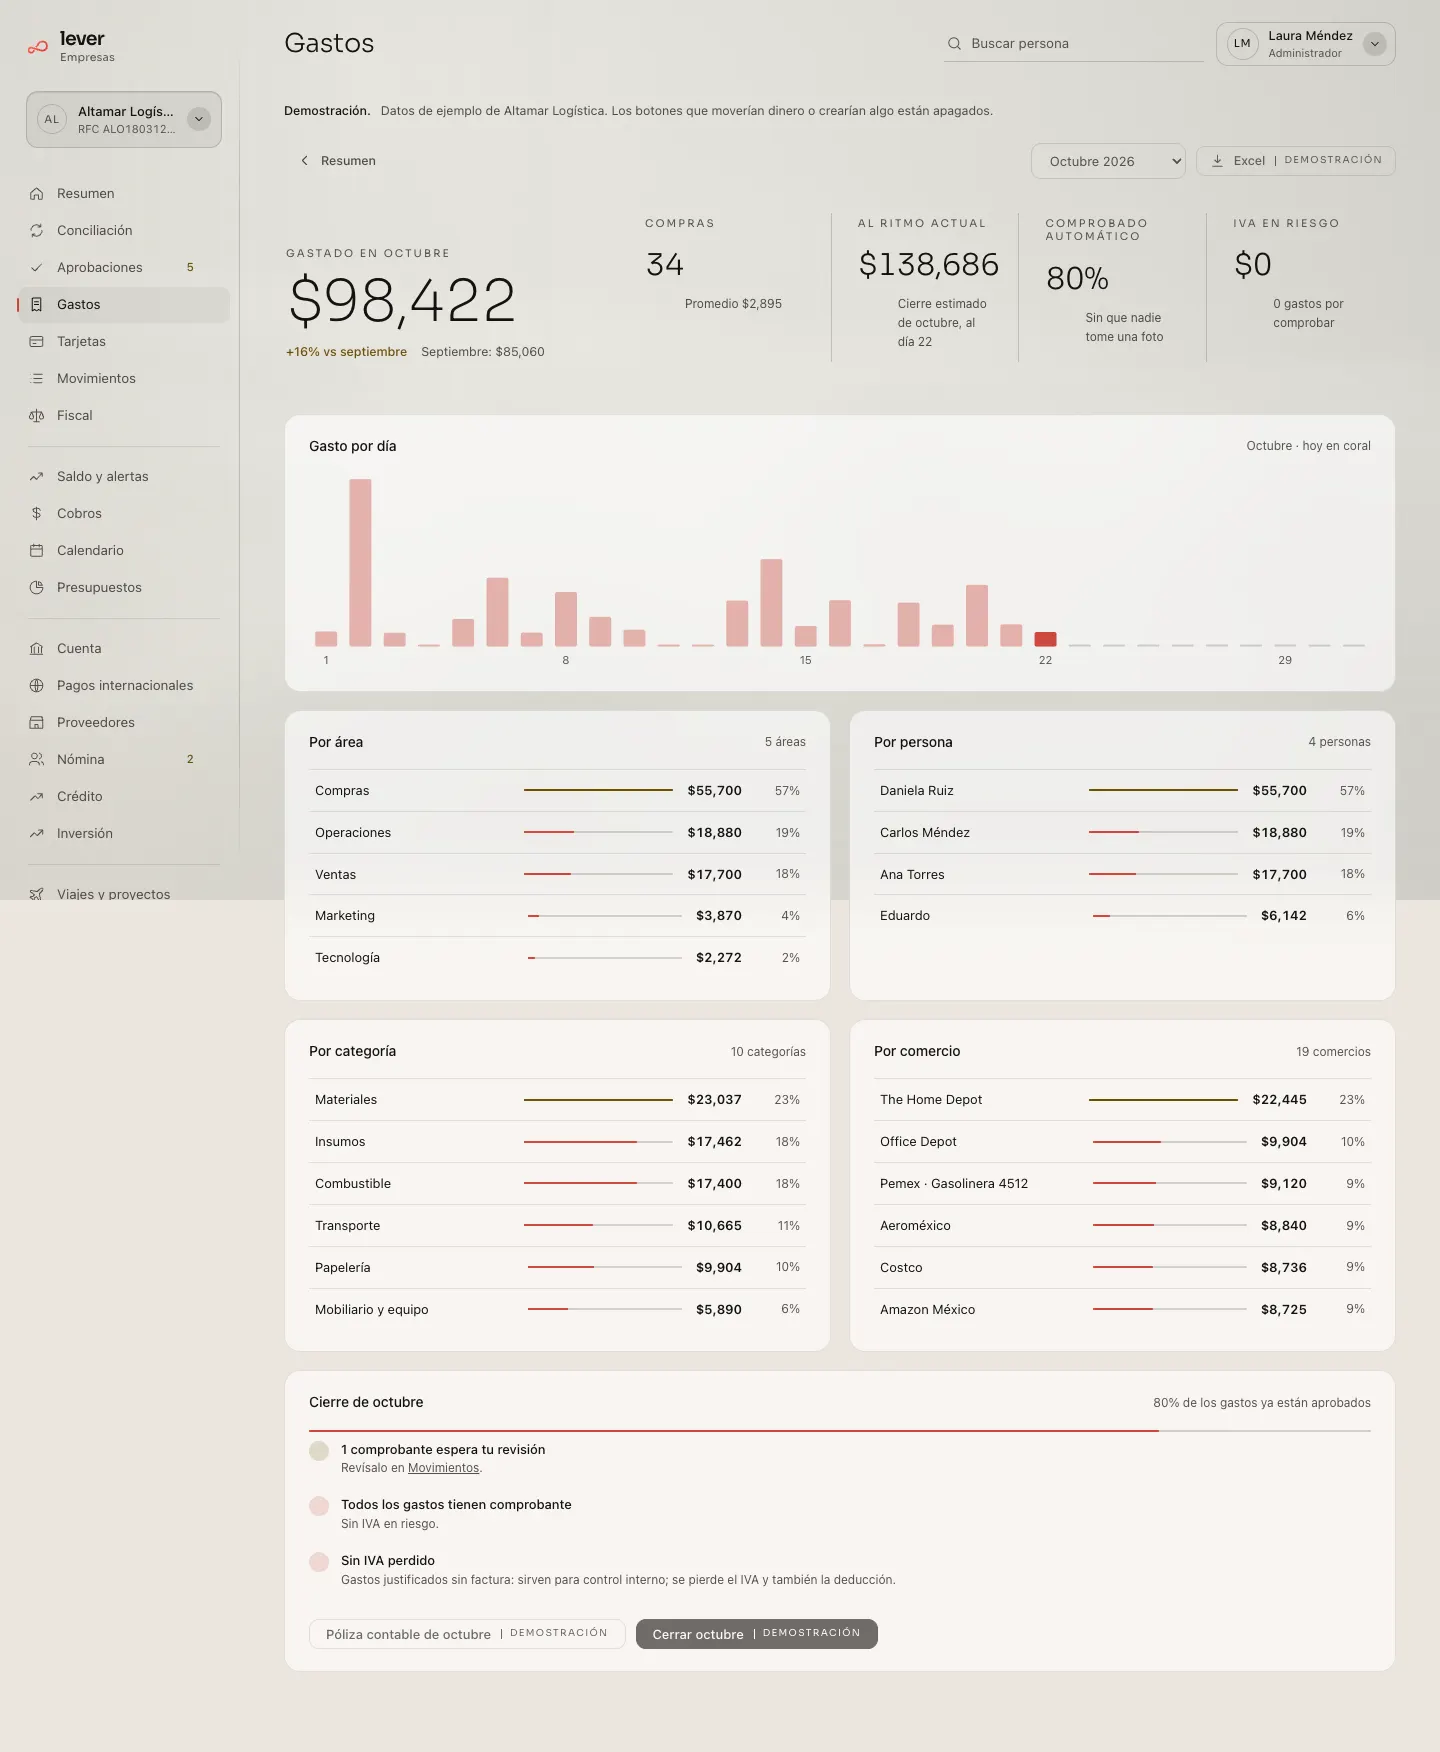 lever
Empresas
Gastos
Buscar persona
LM
Laura Méndez
Administrador
AL
Altamar Logís...
RFC ALO180312...
Demostración. Datos de ejemplo de Altamar Logística. Los botones que moverían dinero o crearían algo están apagados.
Resumen
Octubre 2026
Excel | DEMOSTRACIÓN
Resumen
Conciliación
Aprobaciones 5
Gastos
Tarjetas
Movimientos
Fiscal
Saldo y alertas
Cobros
Calendario
Presupuestos
Cuenta
Pagos internacionales
Proveedores
Nómina 2
Crédito
Inversión
Viajes y proyectos
GASTADO EN OCTUBRE
$98,422
+16% vs septiembre Septiembre: $85,060
COMPRAS
34
Promedio $2,895
AL RITMO ACTUAL
$138,686
Cierre estimado
de octubre, al
día 22
COMPROBADO
AUTOMÁTICO
80%
Sin que nadie
tome una foto
IVA EN RIESGO
$0
0 gastos por
comprobar
Gasto por día
Octubre · hoy en coral
1 8 15 22 29
Por área 5 áreas
Compras $55,700 57%
Operaciones $18,880 19%
Ventas $17,700 18%
Marketing $3,870 4%
Tecnología $2,272 2%
Por persona 4 personas
Daniela Ruiz $55,700 57%
Carlos Méndez $18,880 19%
Ana Torres $17,700 18%
Eduardo $6,142 6%
Por categoría 10 categorías
Materiales $23,037 23%
Insumos $17,462 18%
Combustible $17,400 18%
Transporte $10,665 11%
Papelería $9,904 10%
Mobiliario y equipo $5,890 6%
Por comercio 19 comercios
The Home Depot $22,445 23%
Office Depot $9,904 10%
Pemex · Gasolinera 4512 $9,120 9%
Aeroméxico $8,840 9%
Costco $8,736 9%
Amazon México $8,725 9%
Cierre de octubre 80% de los gastos ya están aprobados
1 comprobante espera tu revisión
Revísalo en Movimientos.
Todos los gastos tienen comprobante
Sin IVA en riesgo.
Sin IVA perdido
Gastos justificados sin factura: sirven para control interno; se pierde el IVA y también la deducción.
Póliza contable de octubre | DEMOSTRACIÓN
Cerrar octubre | DEMOSTRACIÓN